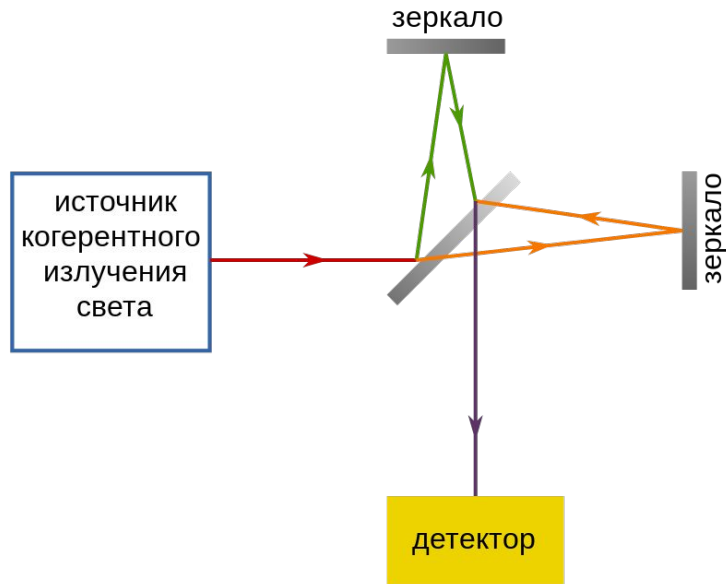 зеркало
источник
когерентного
излучения
света
зеркало
детектор